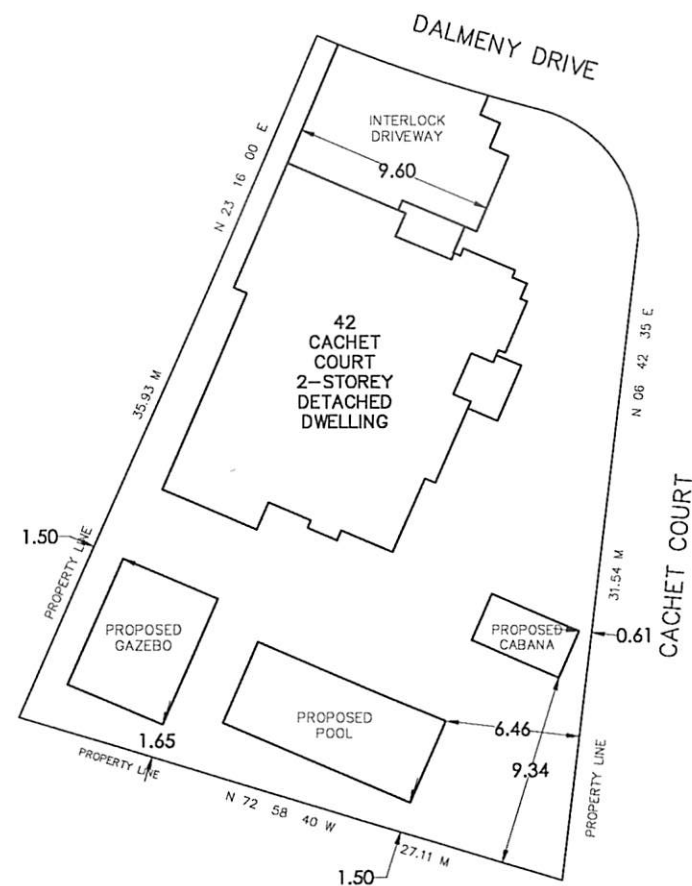 DALMENY DRIVE
INTERLOCK
DRIVEWAY
9.60
N 23 16 00 E
42
CACHET
COURT
2-STOREY
DETACHED
DWELLING
N 06 42 35 E
35.93 M
CACHET COURT
1.50
PROPERTY LINE
31.54 M
PROPOSED
GAZEBO
PROPOSED
CABANA
0.61
PROPOSED
POOL
6.46
1.65
PROPERTY LINE
9.34
PROPERTY LINE
N 72 58 40 W
27.11 M
1.50